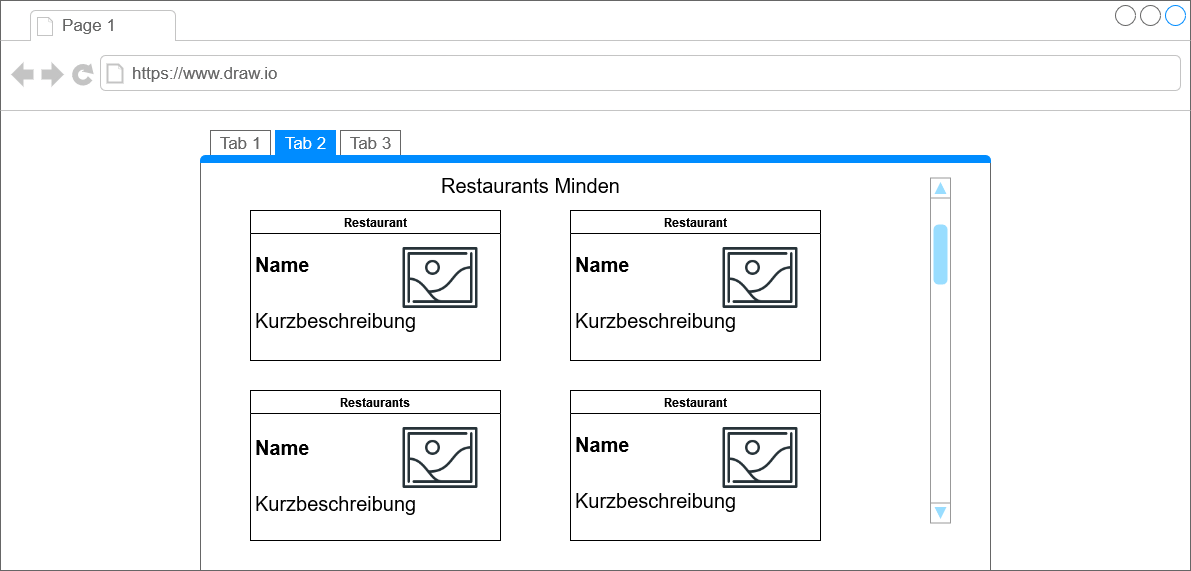 Page 1
https://www.draw.io
Tab 1 Tab 2 Tab 3
Restaurants Minden
Restaurant
Name
Kurzbeschreibung
Restaurant
Name
Kurzbeschreibung
Restaurants
Name
Kurzbeschreibung
Restaurant
Name
Kurzbeschreibung